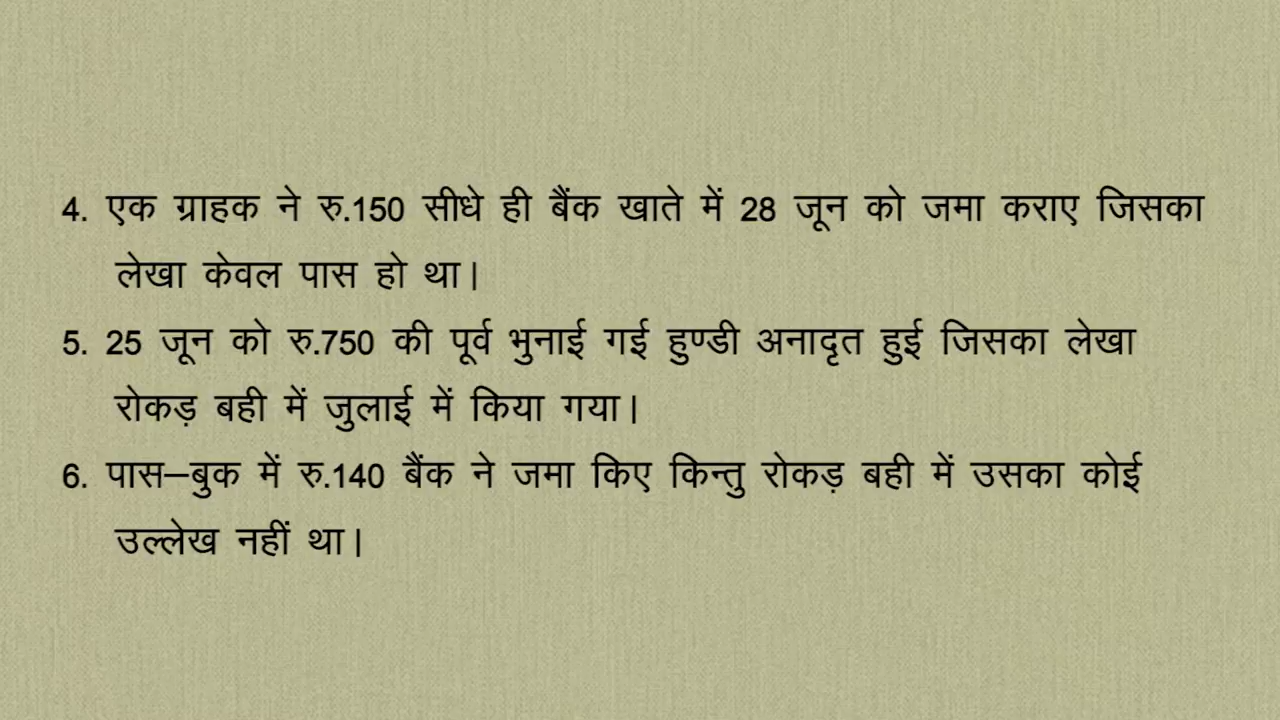 4. एक ग्राहक ने रु.150 सीधे ही बैंक खाते में 28 जून को जमा कराए जिसका
लेखा केवल पास हो था।
5. 25 जून को रु.750 की पूर्व भुनाई गई हुण्डी अनादृत हुई जिसका लेखा
रोकड़ बही में जुलाई में किया गया।
6. पास–बुक में रु.140 बैंक ने जमा किए किन्तु रोकड़ बही में उसका कोई
उल्लेख नहीं था।